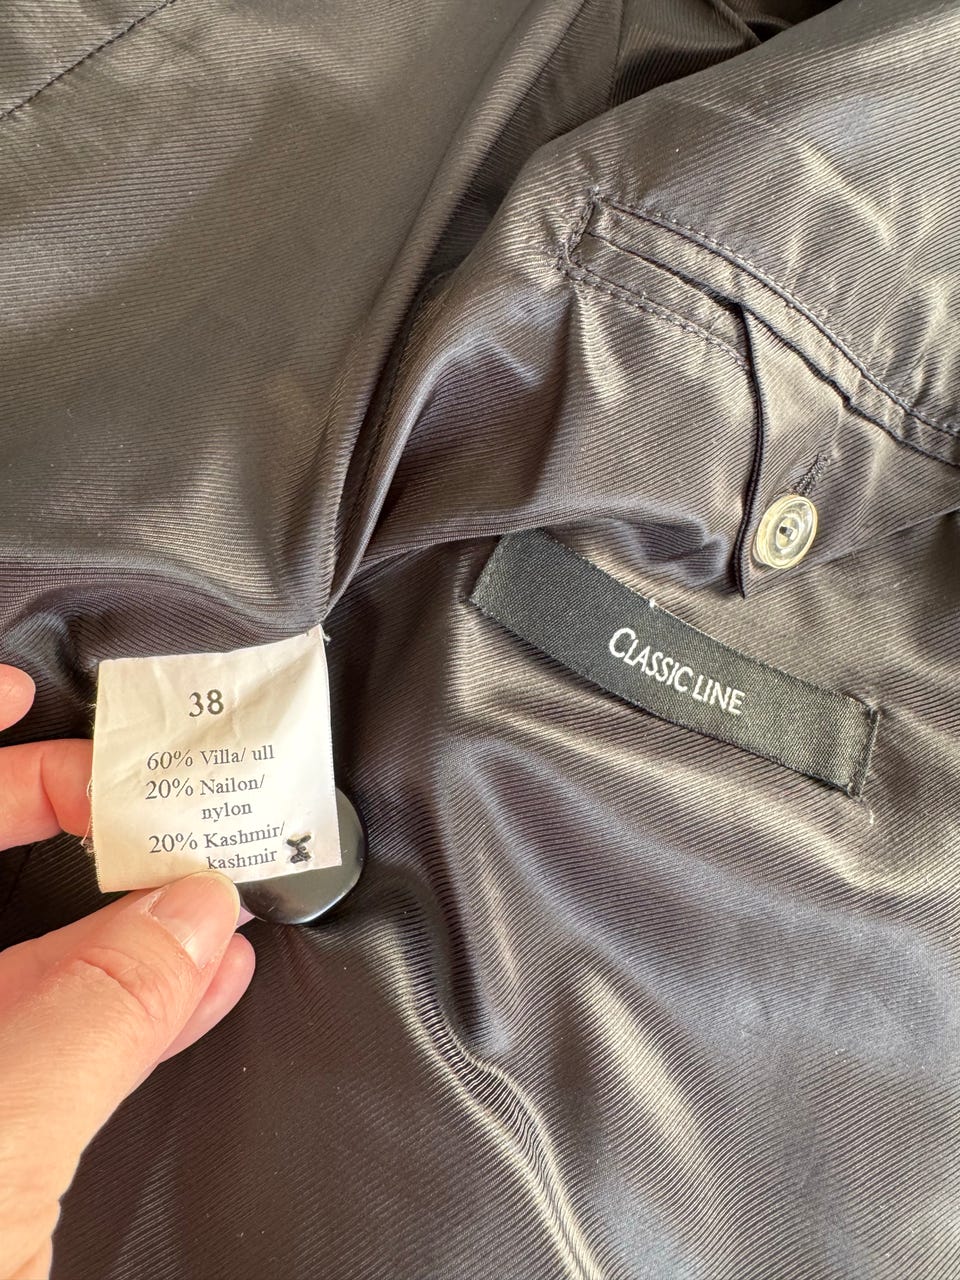 CLASSIC LINE
38
60% Villa/ ull
20% Nailon/
nylon
20% Kashmir/
kashmir